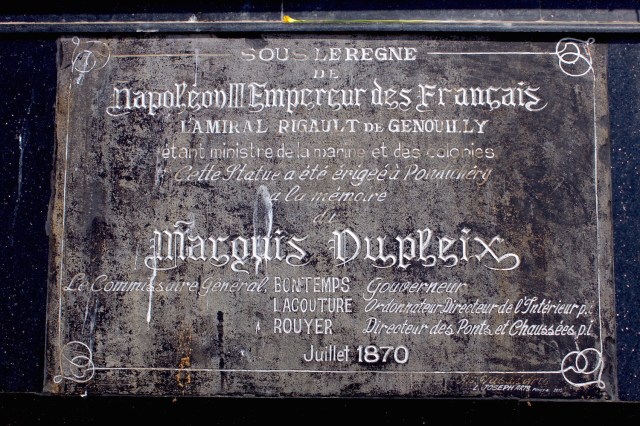 SOUS LE REGNE
DE
Napoléon III Empereur des Français
L'AMIRAL RIGAULT DE GENOUILLY
étant ministre de la marine et des colonies
Cette Statue a été érigeé à Pondichéry
a la mémoire
du
Marquis Dupleix
Le Commissaire Général, BONTEMPS Gouverneur
LACOUTURE Ordonnateur Directeur de l'Intérieur p.i
ROUYER Directeur des Ponts et Chaussées, p.i
Juillet 1870
L. JOSEPH